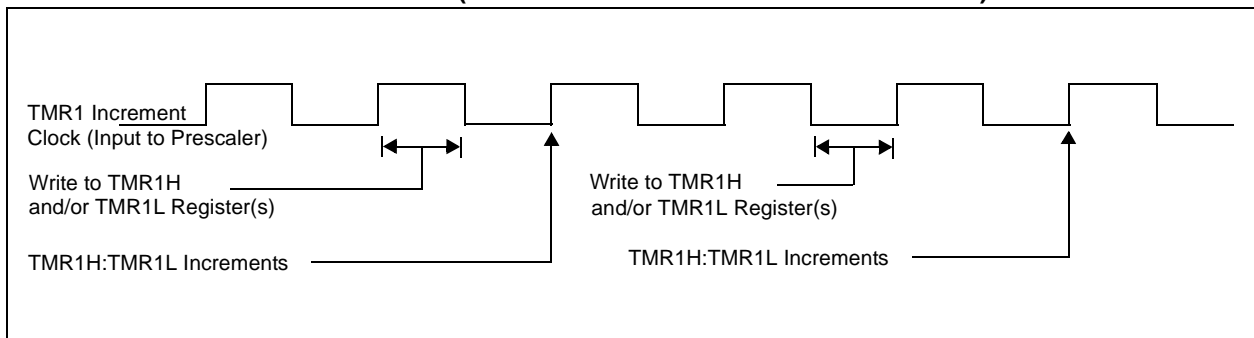 TMR1 Increment
Clock (Input to Prescaler)
Write to TMR1H
and/or TMR1L Register(s)
TMR1H:TMR1L Increments
Write to TMR1H
and/or TMR1L Register(s)
TMR1H:TMR1L Increments